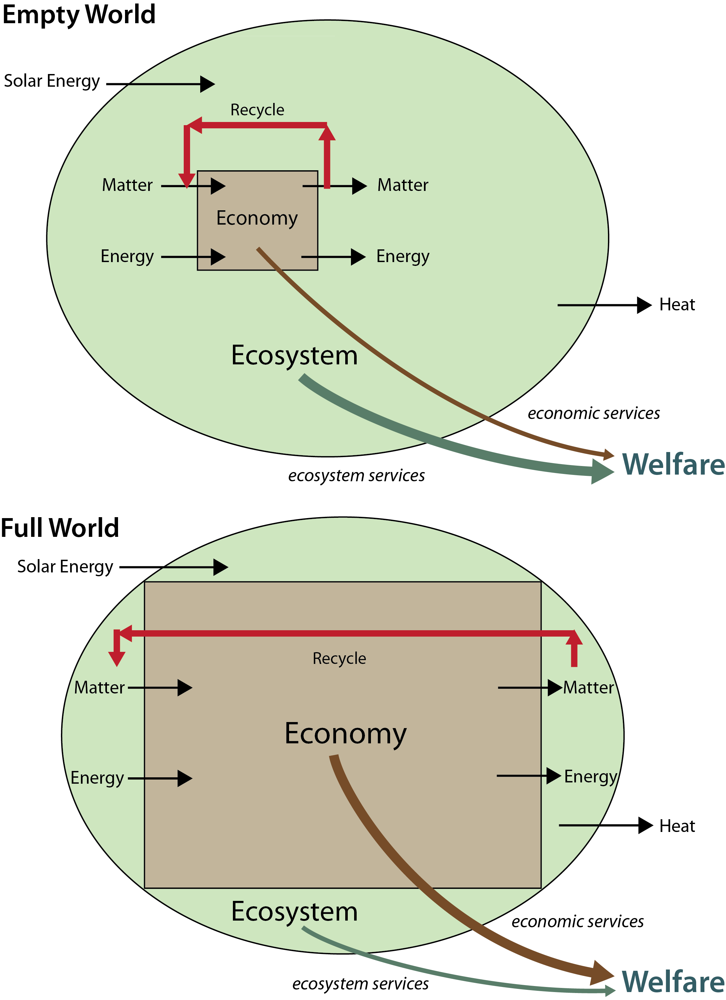 Empty World
Solar Energy
Recycle
Matter
Matter
Economy
Energy
Energy
Heat
Ecosystem
economic services
Welfare
ecosystem services
Full World
Solar Energy
Recycle
Matter
Matter
Economy
Energy
Energy
Heat
Ecosystem
economic services
Welfare
ecosystem services